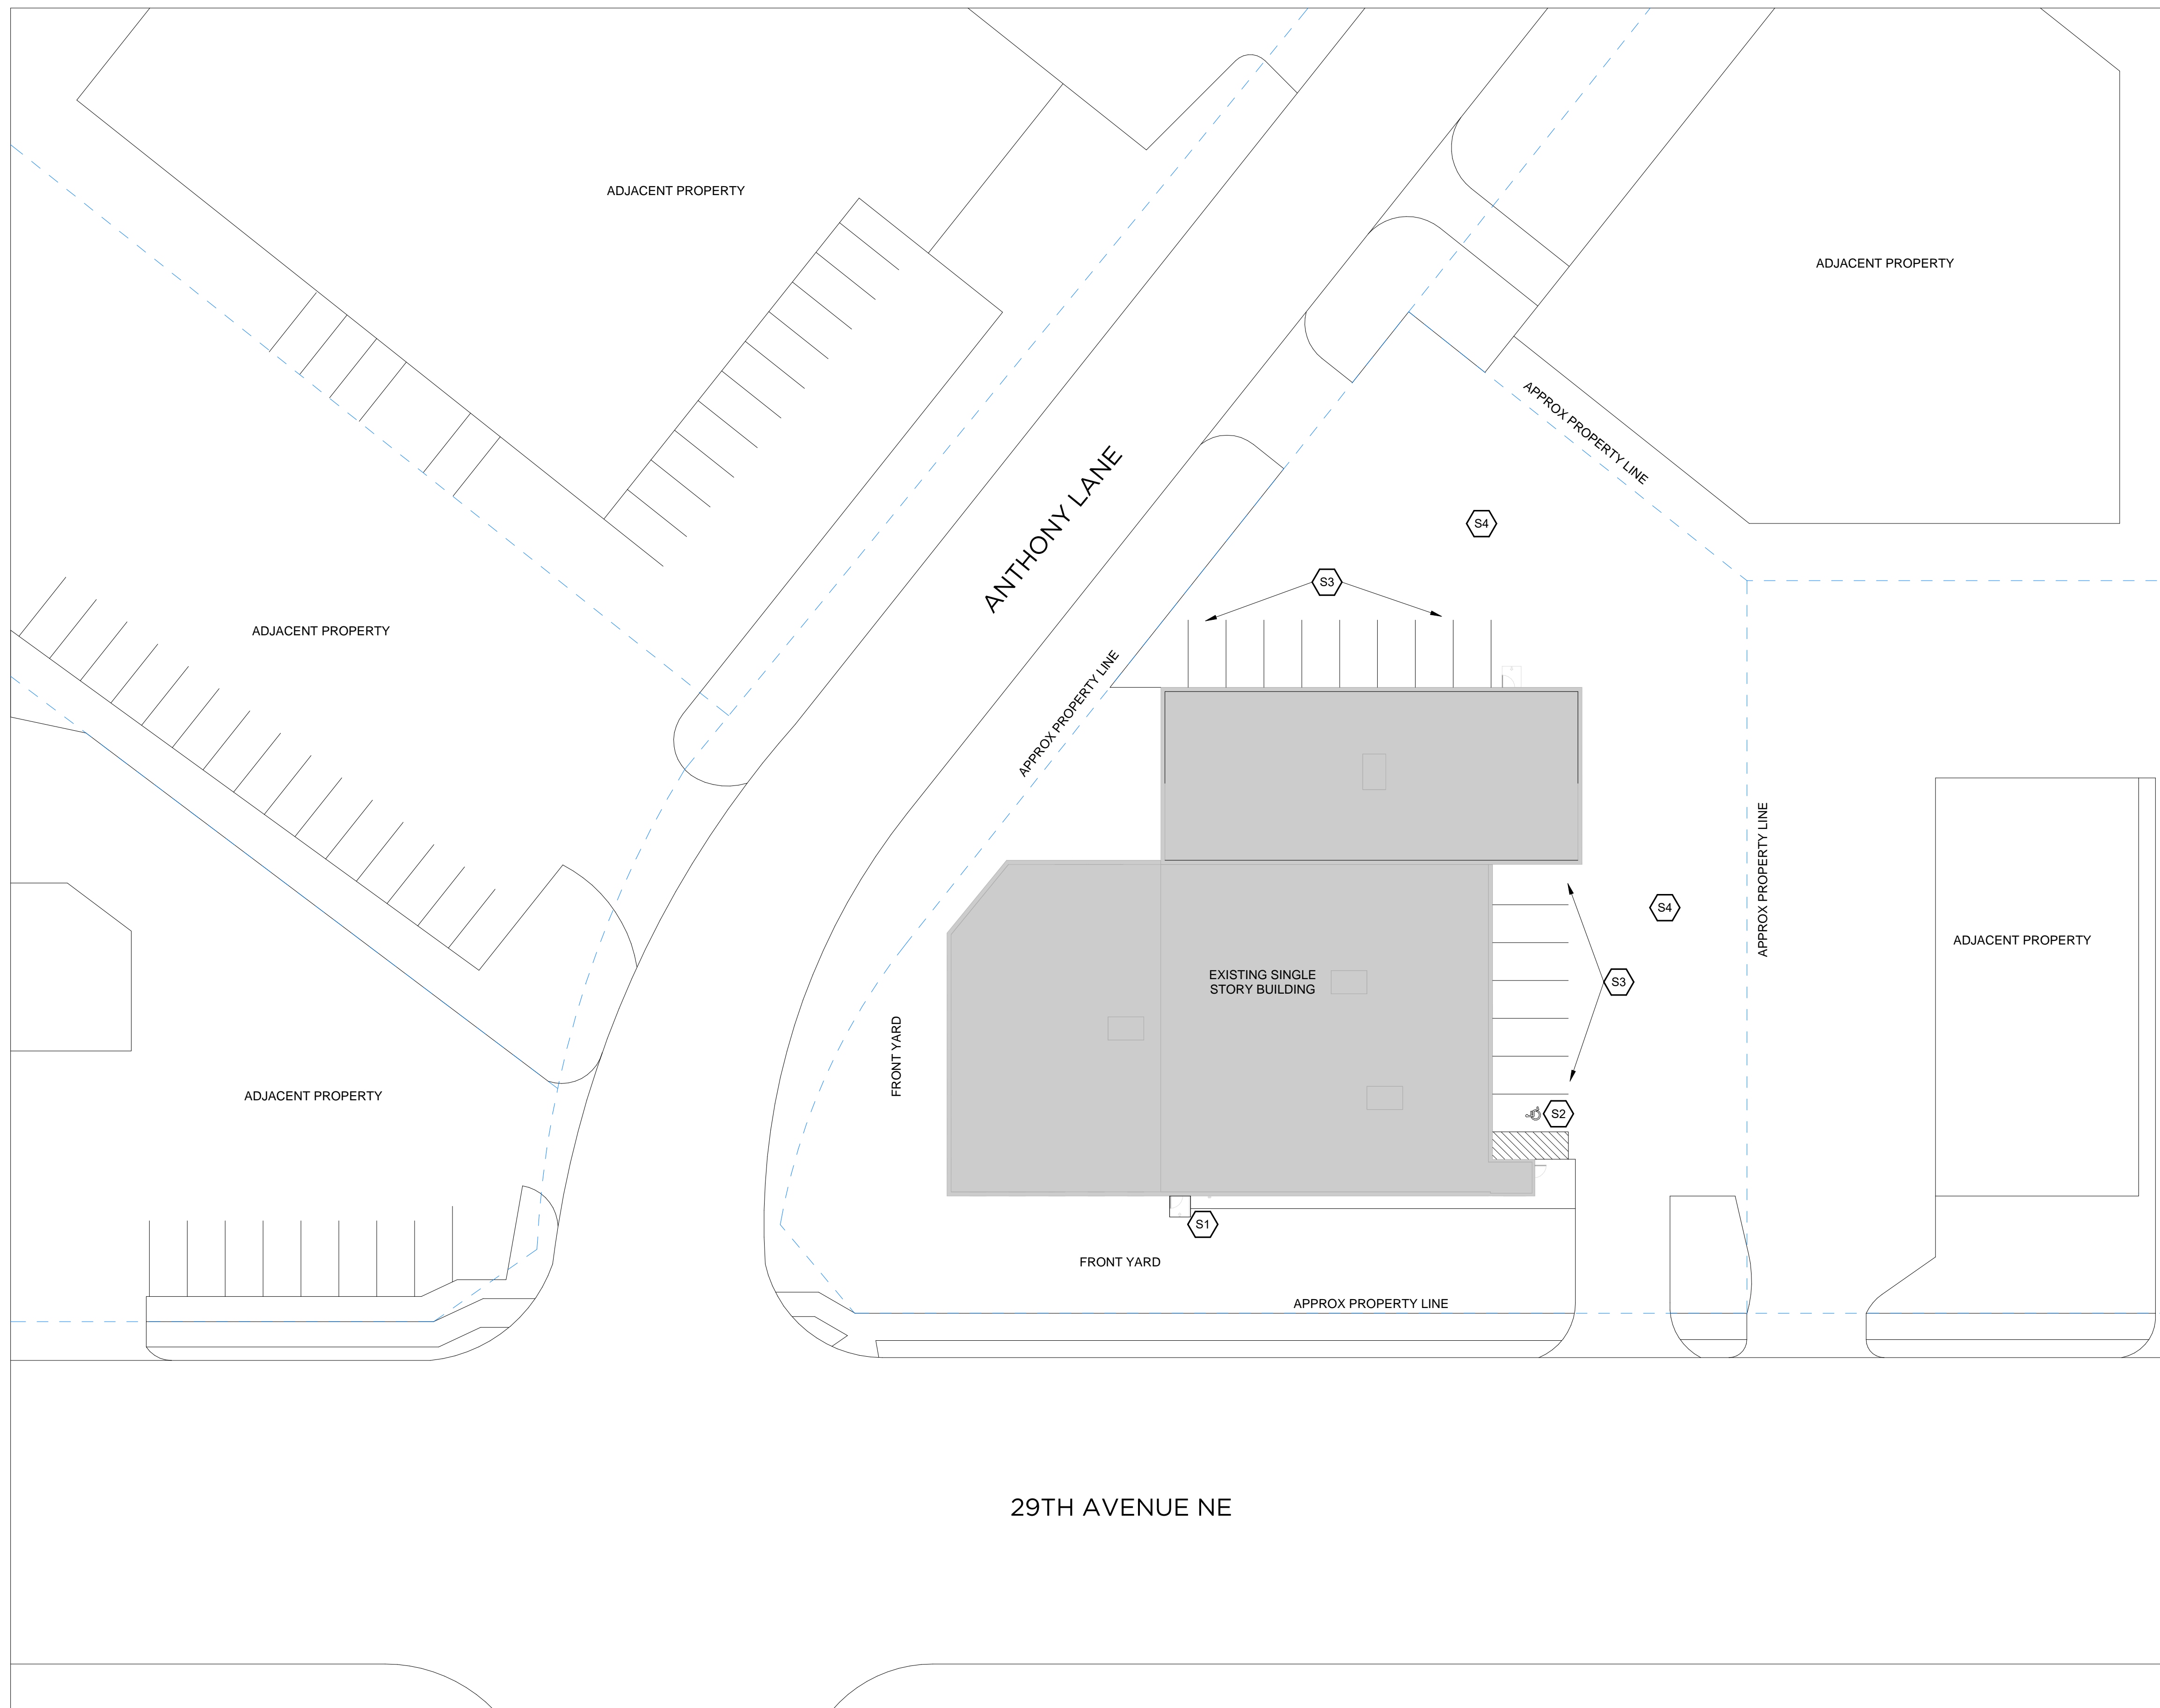 ADJACENT PROPERTY
ADJACENT PROPERTY
APPROX PROPERTY LINE
ANTHONY LANE
S4
S3
ADJACENT PROPERTY
APPROX PROPERTY LINE
APPROX PROPERTY LINE
S4
ADJACENT PROPERTY
EXISTING SINGLE
STORY BUILDING
S3
FRONT YARD
ADJACENT PROPERTY
S2
S1
FRONT YARD
APPROX PROPERTY LINE
29TH AVENUE NE